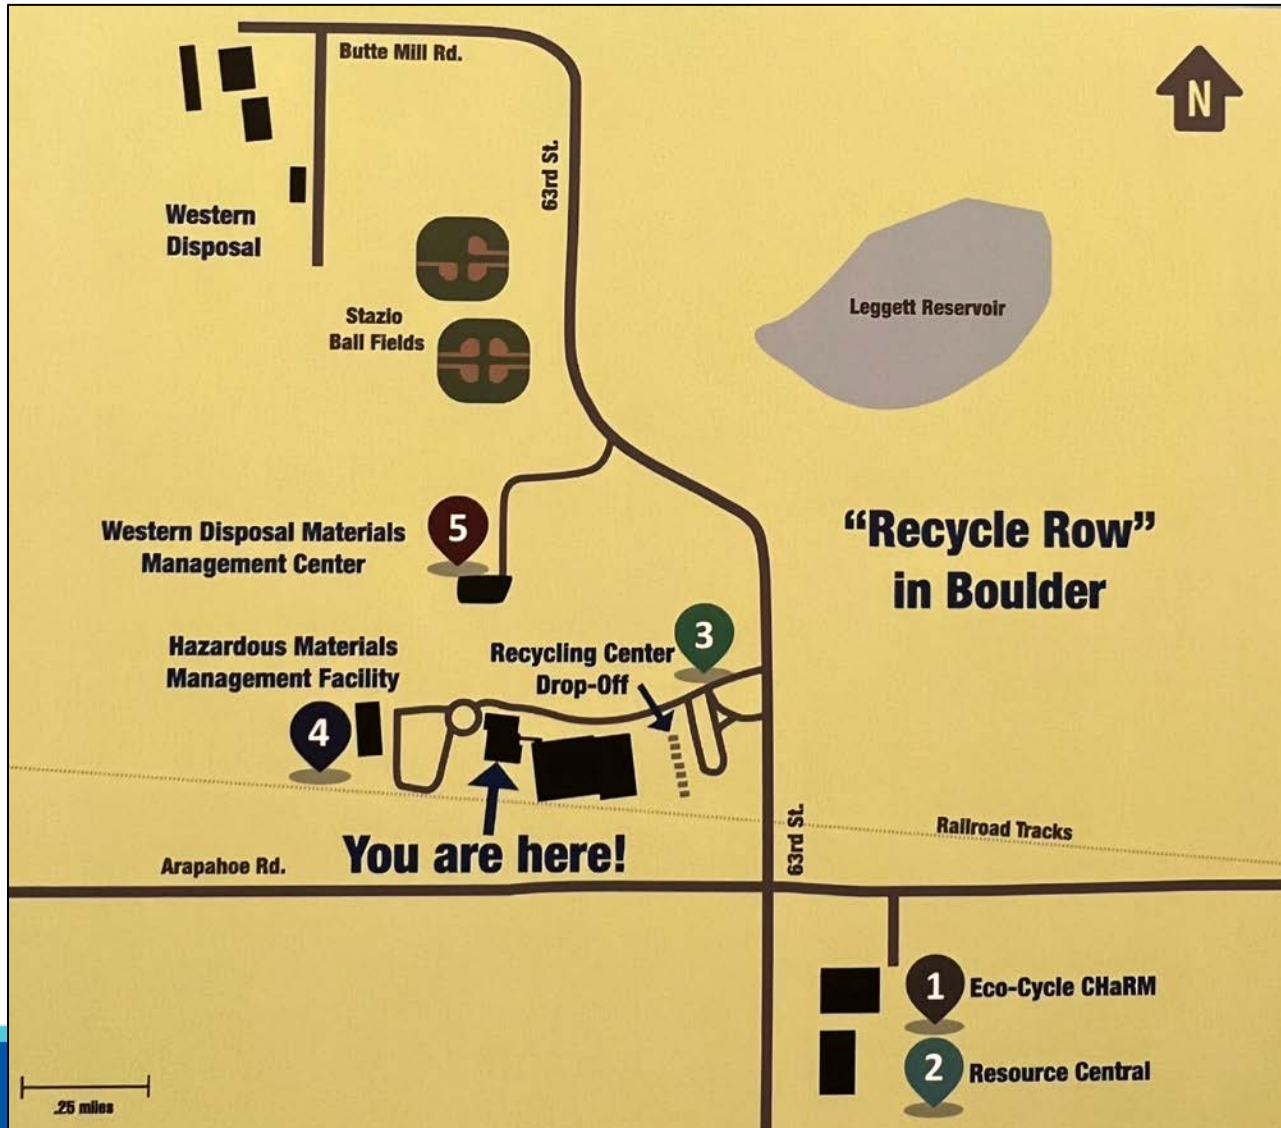 Butte Mill Rd.
N
63rd St.
Western
Disposal
Leggett Reservoir
Stazio
Ball Fields
“Recycle Row”
in Boulder
5
Western Disposal Materials
Management Center
3
Hazardous Materials
Management Facility
Recycling Center
Drop-Off
4
63rd St.
Railroad Tracks
You are here!
Arapahoe Rd.
1
Eco-Cycle CHaRM
2
Resource Central
.25 miles